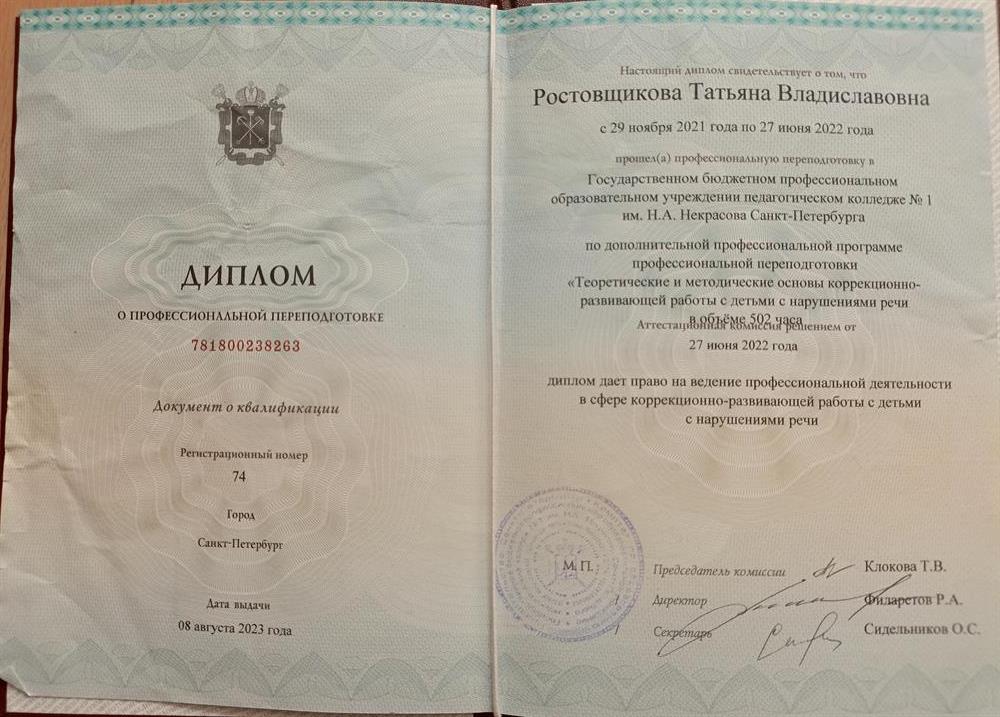 ДИПЛОМ
О ПРОФЕССИОНАЛЬНОЙ ПЕРЕПОДГОТОВКЕ
781800238263
Документ о квалификации
Регистрационный номер
74
Город
Санкт-Петербург
Дата выдачи
08 августа 2023 года
Настоящий диплом свидетельствует о том, что
Ростовщикова Татьяна Владиславовна
с 29 ноября 2021 года по 27 июня 2022 года
прошел(а) профессиональную переподготовку в
Государственном бюджетном профессиональном
образовательном учреждении педагогическом колледже № 1
им. Н.А. Некрасова Санкт-Петербурга
по дополнительной профессиональной программе
профессиональной переподготовки
«Теоретические и методические основы коррекционно-
развивающей работы с детьми с нарушениями речи
в объёме 502 часа
Аттестационная комиссия решением от
27 июня 2022 года
диплом дает право на ведение профессиональной деятельности
в сфере коррекционно-развивающей работы с детьми
с нарушениями речи
М.П.
Председатель комиссии Клокова Т.В.
Директор Филаретов Р.А.
Секретарь Сидельников О.С.